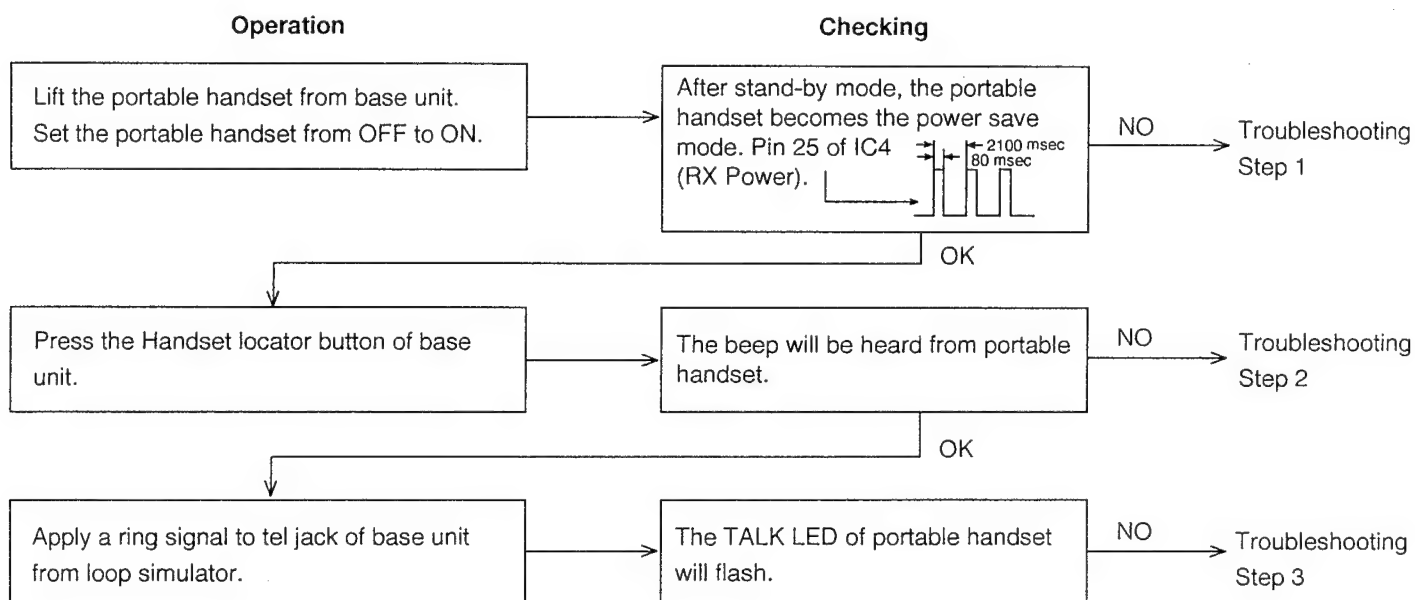 Operation
Checking
Lift the portable handset from base unit.
Set the portable handset from OFF to ON.
After stand-by mode, the portable
handset becomes the power save
mode. Pin 25 of IC4
(RX Power).
2100 msec
80 msec
NO
Troubleshooting
Step 1
OK
Press the Handset locator button of base
unit.
The beep will be heard from portable
handset.
NO
Troubleshooting
Step 2
OK
Apply a ring signal to tel jack of base unit
from loop simulator.
The TALK LED of portable handset
will flash.
NO
Troubleshooting
Step 3